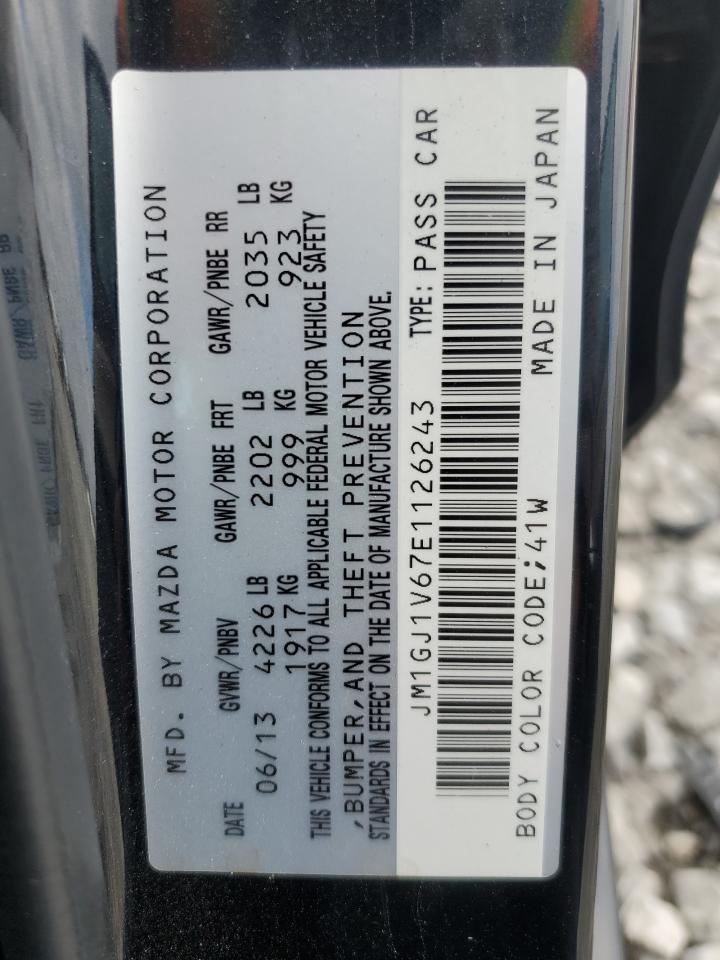 MFD. BY MAZDA MOTOR CORPORATION
DATE GVWR/PNBV GAWR/PNBE FRT GAWR/PNBE RR
06/13 4226 LB 2202 LB 2035 LB
1917 KG 999 KG 923 KG
THIS VEHICLE CONFORMS TO ALL APPLICABLE FEDERAL MOTOR VEHICLE SAFETY
,BUMPER,AND THEFT PREVENTION
STANDARDS IN EFFECT ON THE DATE OF MANUFACTURE SHOWN ABOVE.
JM1GJ1V67E1126243 TYPE: PASS CAR
BODY COLOR CODE;41W MADE IN JAPAN